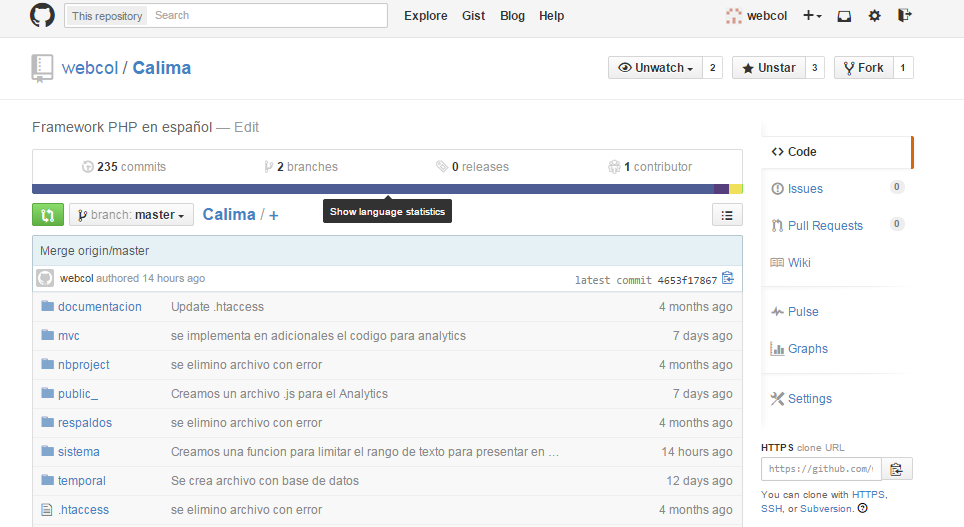 This repository Search Explore Gist Blog Help webcol
webcol / Calima Unwatch 2 Unstar 3 Fork 1
Framework PHP en español — Edit
235 commits 2 branches 0 releases 1 contributor
Show language statistics
branch: master Calima / +
Merge origin/master
webcol authored 14 hours ago latest commit 4653f17867
documentacion Update .htaccess 4 months ago
mvc se implementa en adicionales el codigo para analytics 7 days ago
nbproject se elimino archivo con error 4 months ago
public_ Creamos un archivo .js para el Analytics 7 days ago
respaldos se elimino archivo con error 4 months ago
sistema Creamos una funcion para limitar el rango de texto para presentar en … 14 hours ago
temporal Se crea archivo con base de datos 12 days ago
.htaccess se elimino archivo con error 4 months ago
Code
Issues 0
Pull Requests 0
Wiki
Pulse
Graphs
Settings
HTTPS clone URL
https://github.com/
You can clone with HTTPS,
SSH, or Subversion.